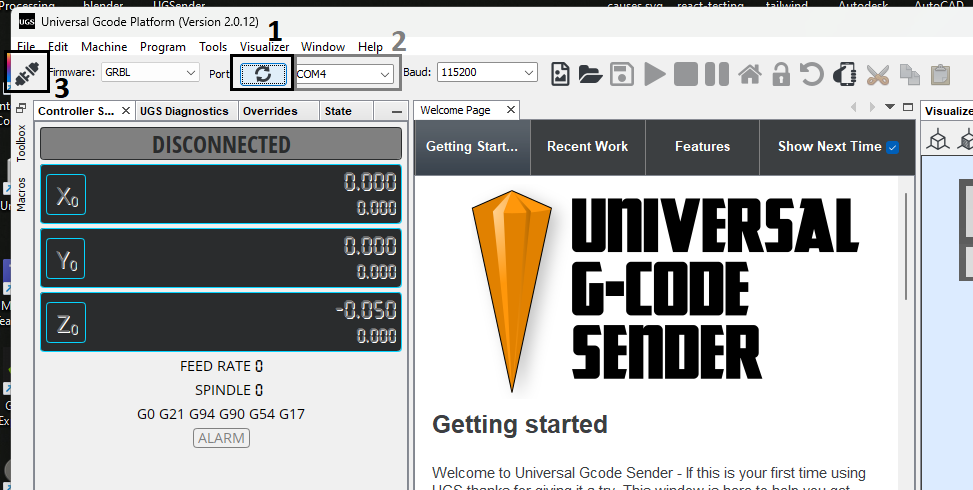 Processing
blender
UGSender
causes.svg
react-testing
tailwind
Autodesk
AutoCAD
UGS Universal Gcode Platform (Version 2.0.12)
1
File Edit Machine Program Tools Visualizer Window Help
2
Firmware: GRBL Port COM4 Baud: 115200
3
Controller S... UGS Diagnostics Overrides State
Welcome Page
Visualize
Toolbox
Macros
DISCONNECTED
X0 0.000
0.000
Y0 0.000
0.000
Z0 -0.050
0.000
FEED RATE 0
SPINDLE 0
G0 G21 G94 G90 G54 G17
ALARM
Getting Start... Recent Work Features Show Next Time
UNIVERSAL
G-CODE
SENDER
Getting started
Welcome to Universal Gcode Sender - If this is your first time using
UGS thanks for giving it a try. This window is here to help you get